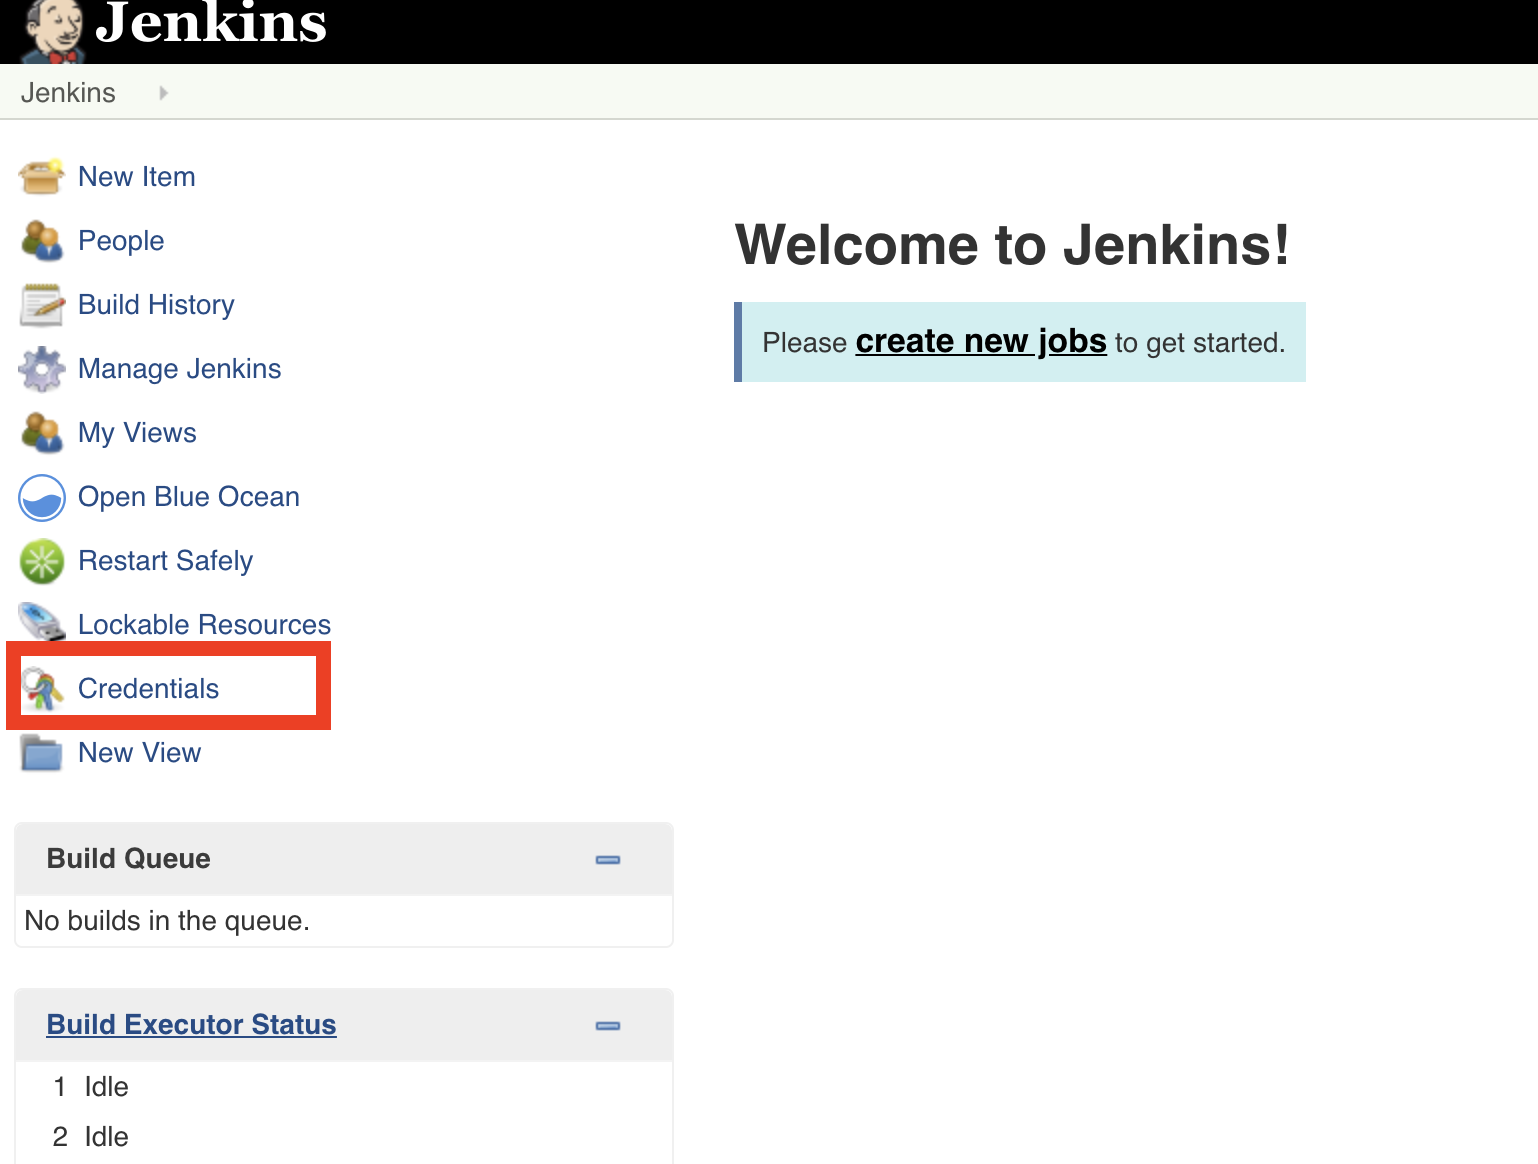 Jenkins
Jenkins
New Item
People
Build History
Manage Jenkins
My Views
Open Blue Ocean
Restart Safely
Lockable Resources
Credentials
New View
Welcome to Jenkins!
Please create new jobs to get started.
Build Queue
No builds in the queue.
Build Executor Status
1 Idle
2 Idle